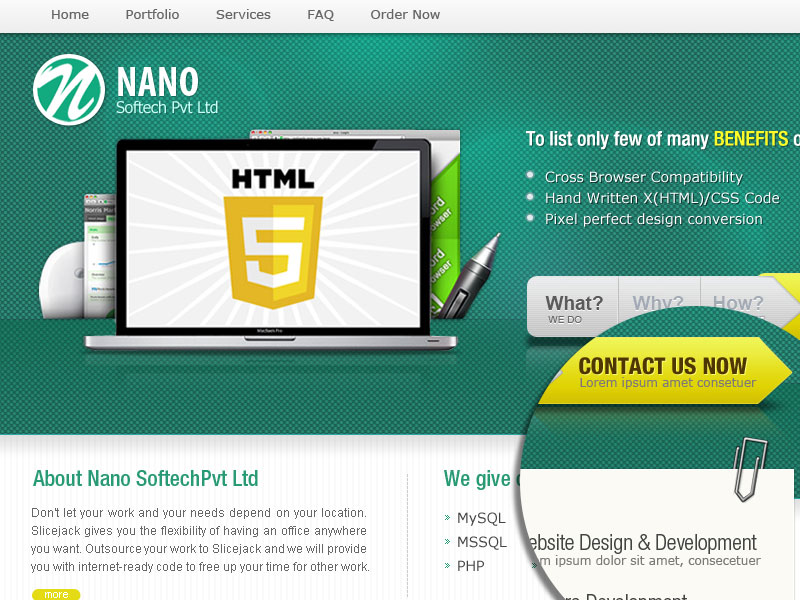 Home Portfolio Services FAQ Order Now
NANO
Softech Pvt Ltd
To list only few of many BENEFITS o
Cross Browser Compatibility
Hand Written X(HTML)/CSS Code
Pixel perfect design conversion
HTML
5
MacBook Pro
What? Why? How?
WE DO
CONTACT US NOW
Lorem ipsum amet consetuer
About Nano SoftechPvt Ltd
Don't let your work and your needs depend on your location.
Slicejack gives you the flexibility of having an office anywhere
you want. Outsource your work to Slicejack and we will provide
you with internet-ready code to free up your time for other work.
more
We give
» MySQL
» MSSQL
» PHP
ebsite Design & Development
m ipsum dolor sit amet, consecetuer
Development